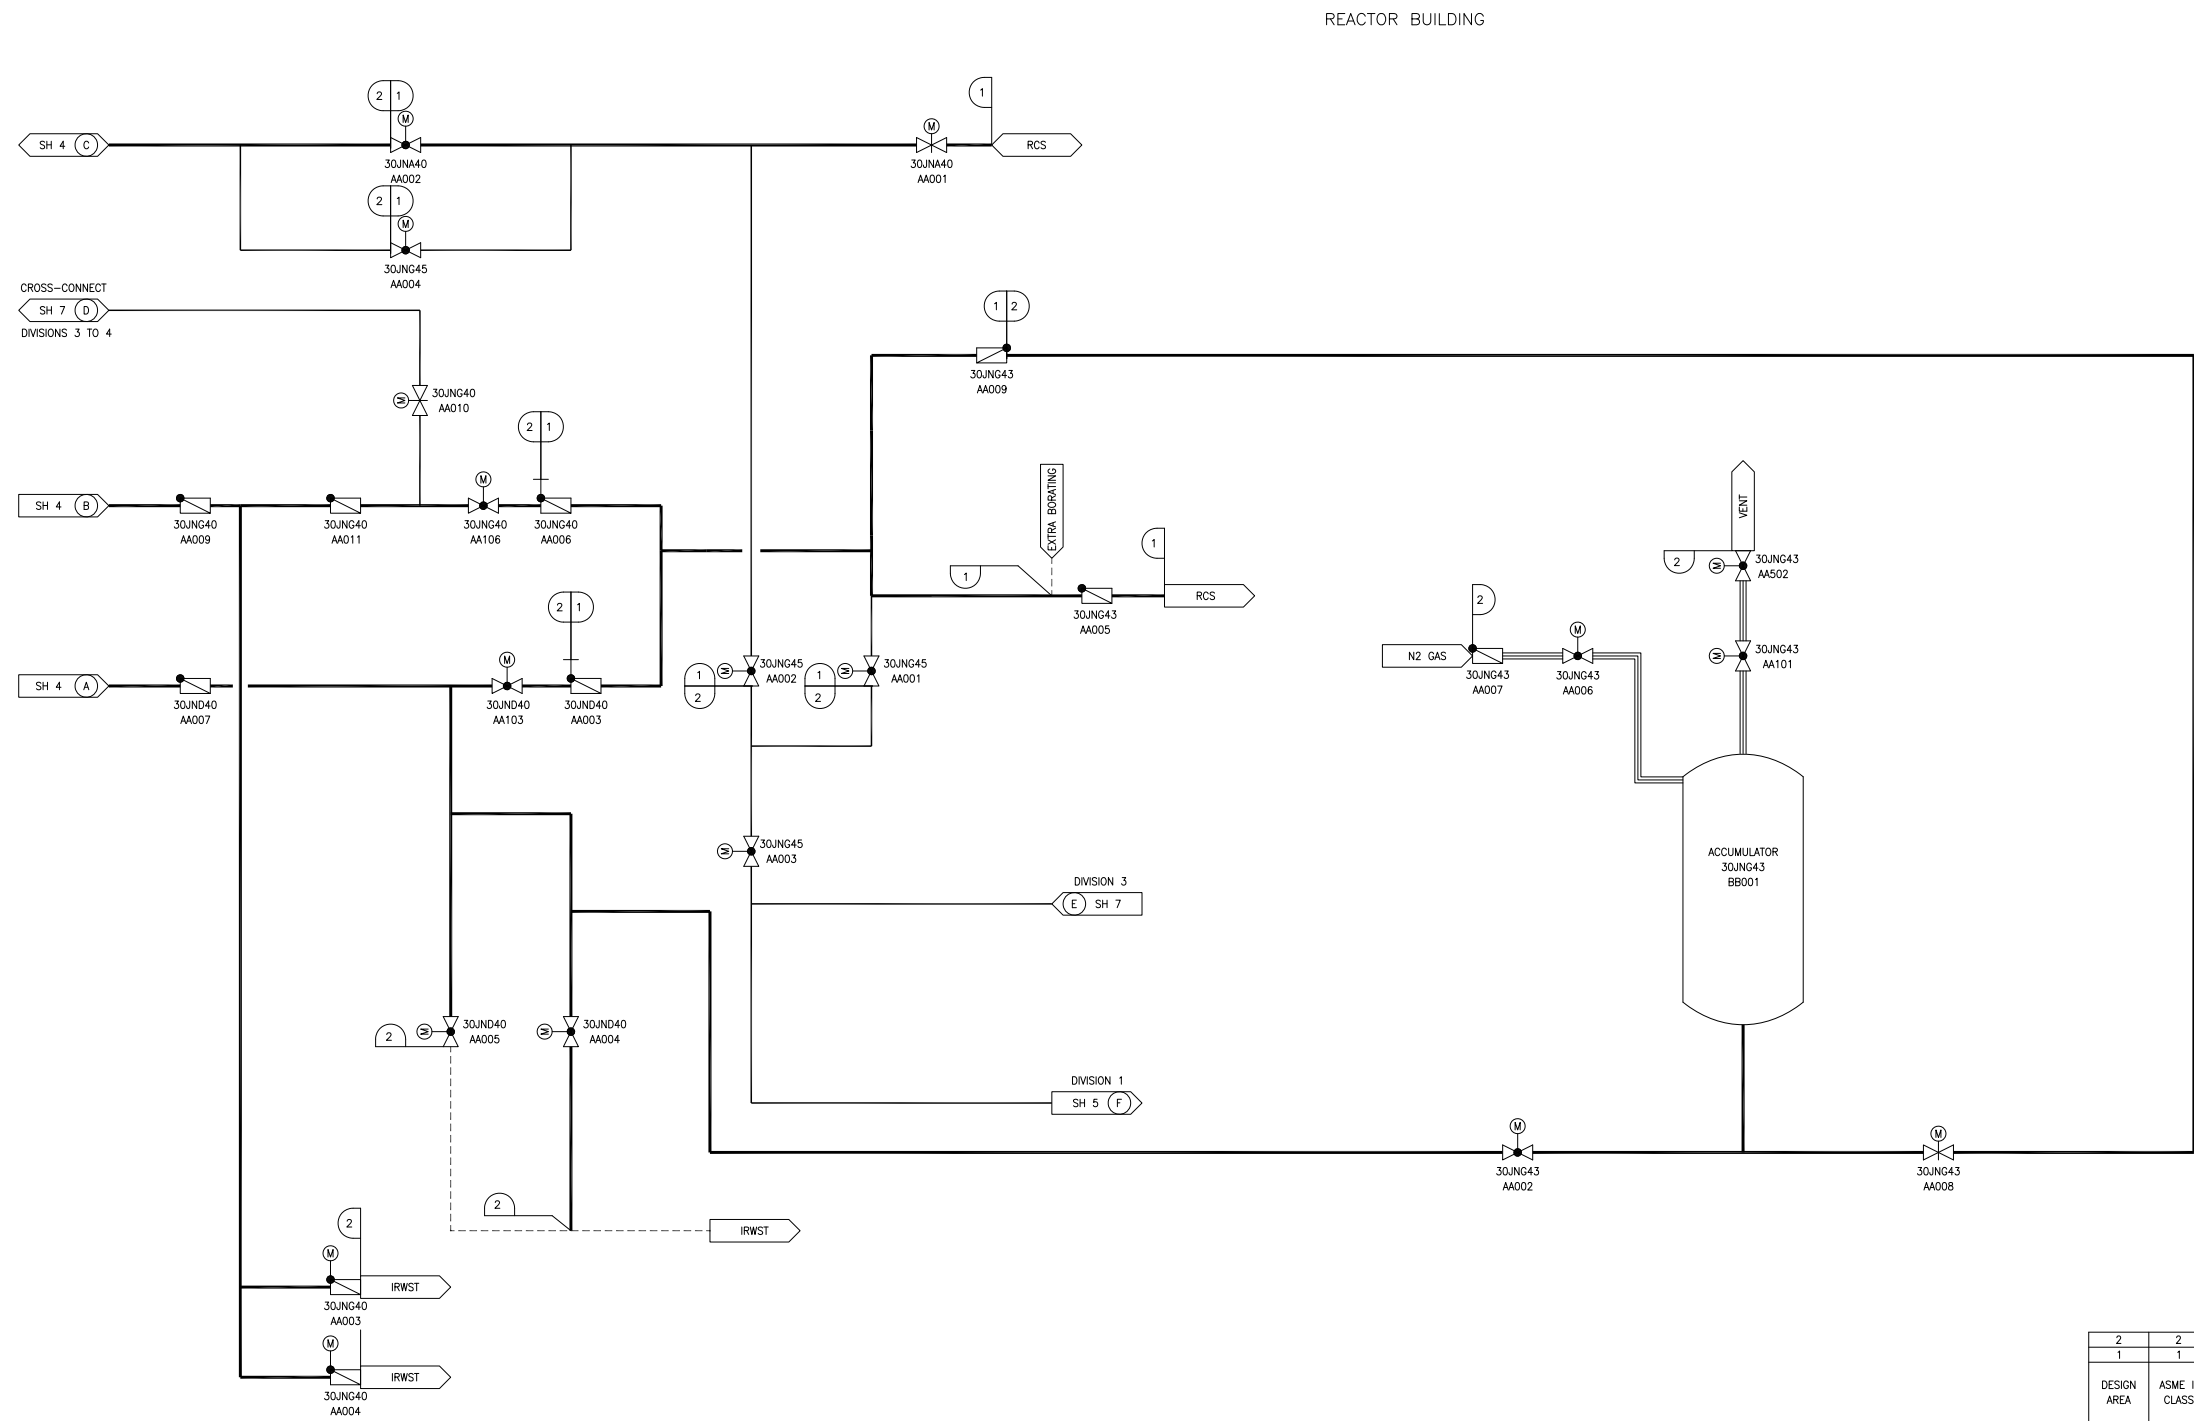 REACTOR BUILDING
2 1
M
1
M
SH 4 C
RCS
30JNA40
AA002
30JNA40
AA001
2 1
M
30JNG45
AA004
CROSS-CONNECT
SH 7 D
DIVISIONS 3 TO 4
1 2
30JNG43
AA009
M
30JNG40
AA010
2 1
M
SH 4 B
30JNG40
AA009
30JNG40
AA011
30JNG40
AA106
30JNG40
AA006
EXTRA BORATING
1
1
RCS
30JNG43
AA005
VENT
2
M
30JNG43
AA502
2
M
N2 GAS
30JNG43
AA007
30JNG43
AA006
M
30JNG43
AA101
2 1
M
SH 4 A
30JND40
AA007
30JND40
AA103
30JND40
AA003
1
2
M
30JNG45
AA002
1
2
M
30JNG45
AA001
M
30JNG45
AA003
ACCUMULATOR
30JNG43
BB001
DIVISION 3
E SH 7
2
M
30JND40
AA005
M
30JND40
AA004
DIVISION 1
SH 5 F
M
30JNG43
AA002
M
30JNG43
AA008
2
IRWST
2
M
IRWST
30JNG40
AA003
M
IRWST
30JNG40
AA004
2 2
1 1
DESIGN
AREA
ASME
CLASS